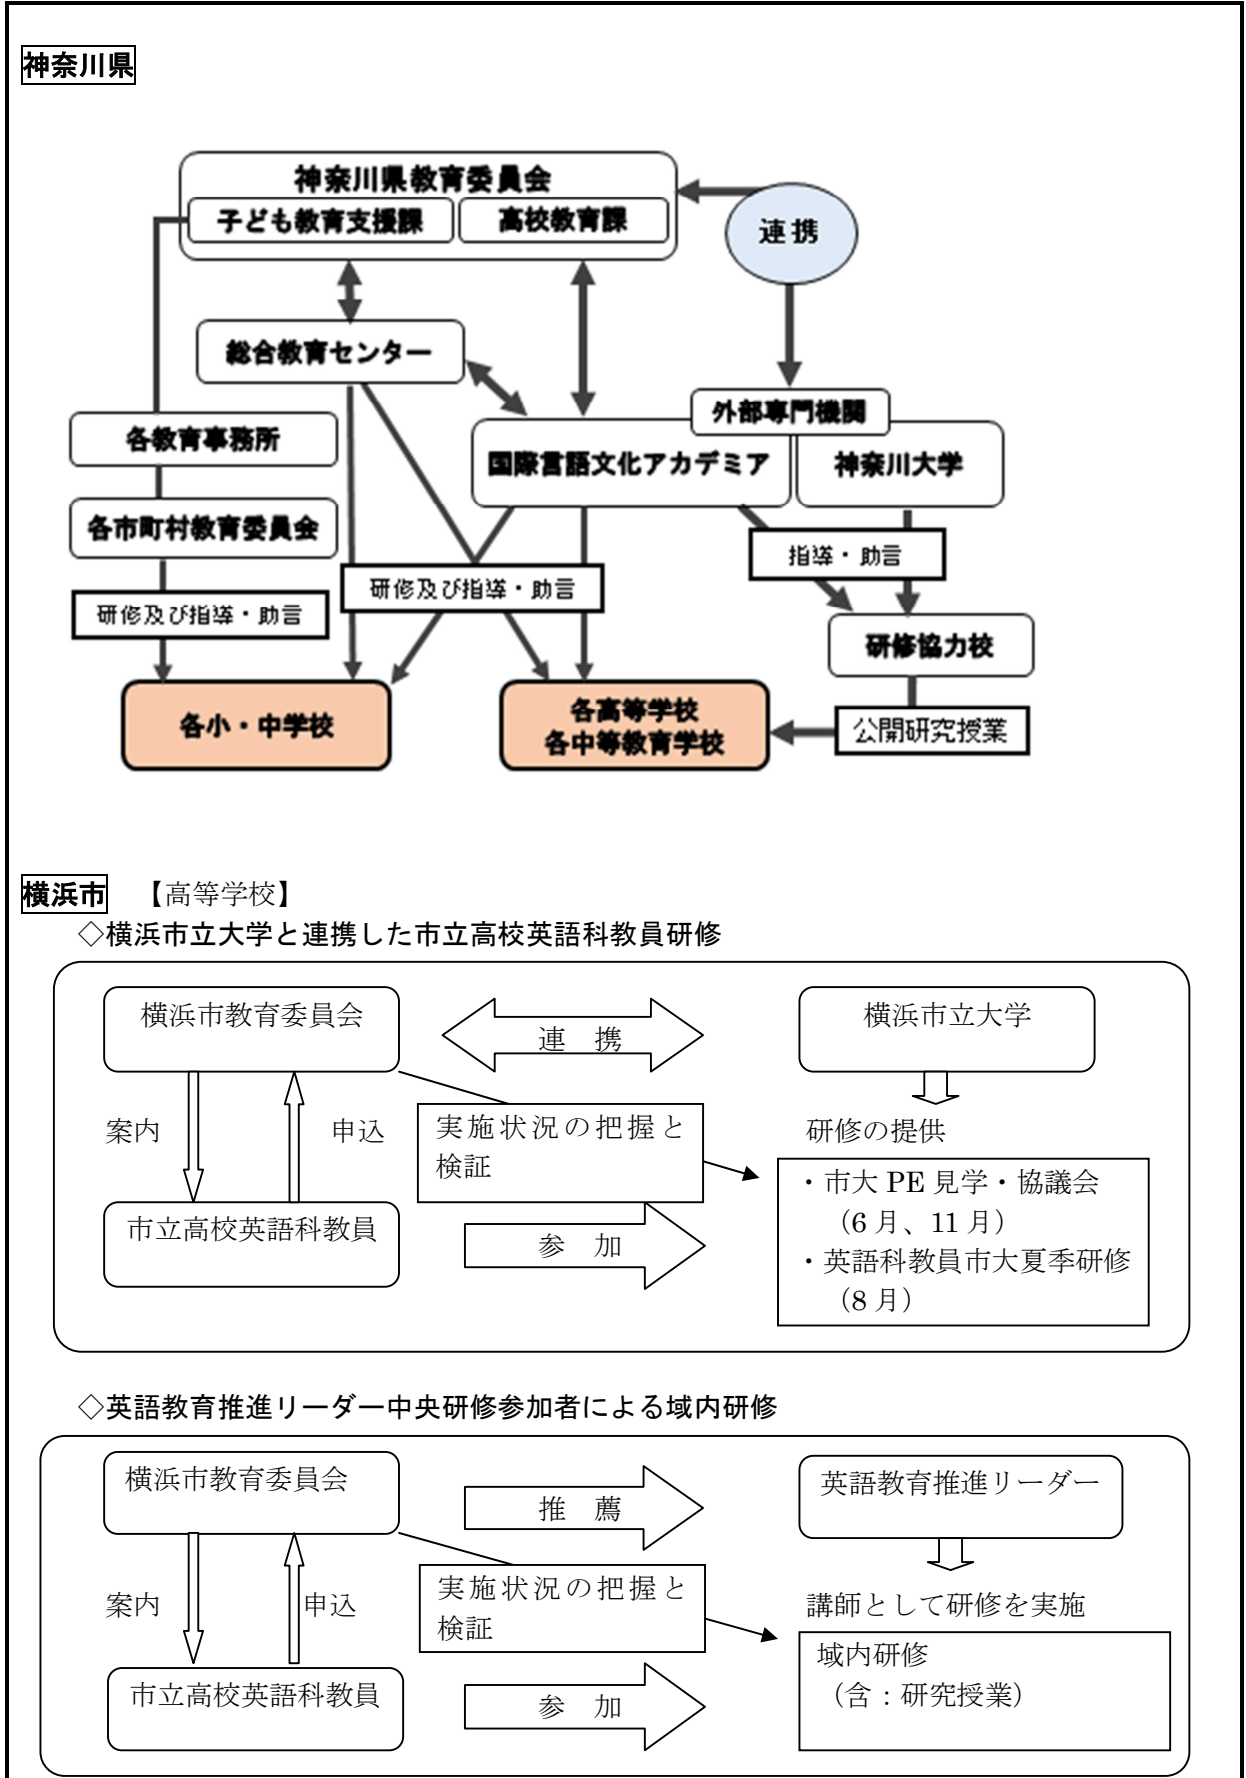 神奈川県
神奈川県教育委員会
子ども教育支援課
高校教育課
連携
総合教育センター
外部専門機関
各教育事務所
国際言語文化アカデミア
神奈川大学
各市町村教育委員会
指導・助言
研修及び指導・助言
研修及び指導・助言
研修協力校
各小・中学校
各高等学校
各中等教育学校
公開研究授業
横浜市 【高等学校】
◇横浜市立大学と連携した市立高校英語科教員研修
横浜市教育委員会
連 携
横浜市立大学
案内
申込
実施状況の把握と
検証
研修の提供
・市大 PE 見学・協議会
（6 月、11 月）
・英語科教員市大夏季研修
（8 月）
市立高校英語科教員
参 加
◇英語教育推進リーダー中央研修参加者による域内研修
横浜市教育委員会
推 薦
英語教育推進リーダー
案内
申込
実施状況の把握と
検証
講師として研修を実施
域内研修
（含：研究授業）
市立高校英語科教員
参 加